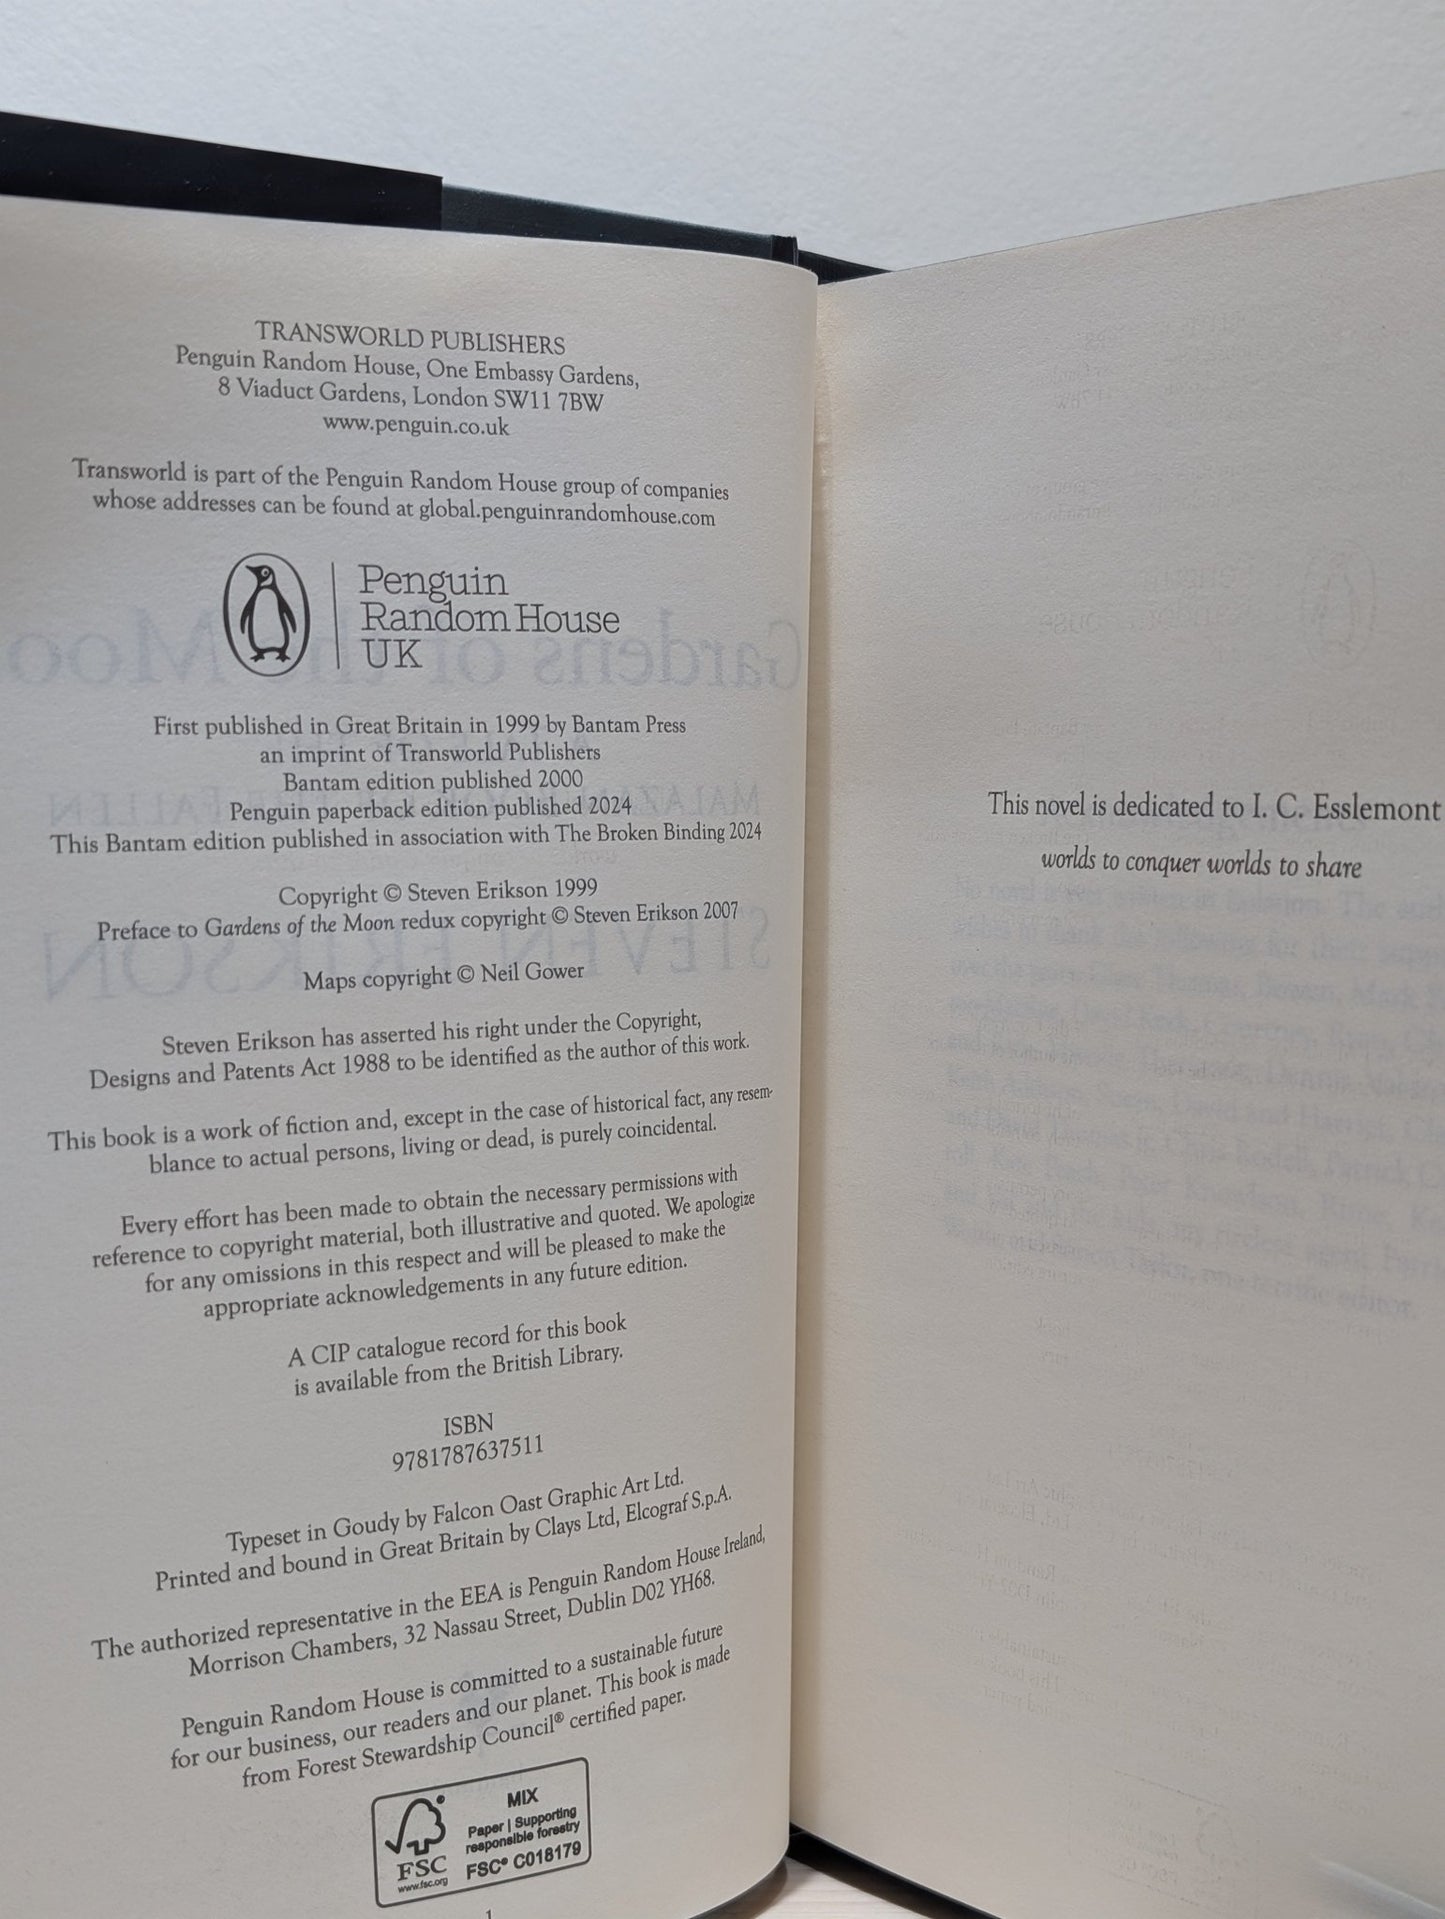 TRANSWORLD PUBLISHERS
Penguin Random House, One Embassy Gardens,
8 Viaduct Gardens, London SW11 7BW
www.penguin.co.uk
Transworld is part of the Penguin Random House group of companies
whose addresses can be found at global.penguinrandomhouse.com
Penguin
Random House
UK
First published in Great Britain in 1999 by Bantam Press
an imprint of Transworld Publishers
Bantam edition published 2000
Penguin paperback edition published 2024
This Bantam edition published in association with The Broken Binding 2024
Copyright © Steven Erikson 1999
Preface to Gardens of the Moon redux copyright © Steven Erikson 2007
Maps copyright © Neil Gower
Steven Erikson has asserted his right under the Copyright,
Designs and Patents Act 1988 to be identified as the author of this work.
This book is a work of fiction and, except in the case of historical fact, any resem-
blance to actual persons, living or dead, is purely coincidental.
Every effort has been made to obtain the necessary permissions with
reference to copyright material, both illustrative and quoted. We apologize
for any omissions in this respect and will be pleased to make the
appropriate acknowledgements in any future edition.
A CIP catalogue record for this book
is available from the British Library.
ISBN
9781787637511
Typeset in Goudy by Falcon Oast Graphic Art Ltd.
Printed and bound in Great Britain by Clays Ltd, Elcograf S.p.A.
The authorized representative in the EEA is Penguin Random House Ireland,
Morrison Chambers, 32 Nassau Street, Dublin D02 YH68.
Penguin Random House is committed to a sustainable future
for our business, our readers and our planet. This book is made
from Forest Stewardship Council® certified paper.
FSC
www.fsc.org
MIX
Paper | Supporting
responsible forestry
FSC® C018179
1
This novel is dedicated to I. C. Esslemont
worlds to conquer worlds to share